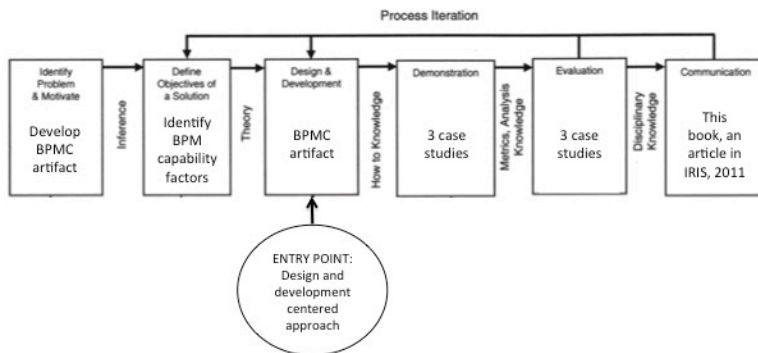 Process Iteration
Identify
Problem
& Motivate
Develop
BPMC
artifact
Inference
Define
Objectives of
a Solution
Identify
BPM
capability
factors
Theory
Design &
Development
BPMC
artifact
How to Knowledge
Demonstration
3 case
studies
Metrics, Analysis
Knowledge
Evaluation
3 case
studies
Disciplinary
Knowledge
Communication
This
book, an
article in
IRIS, 2011
ENTRY POINT:
Design and
development
centered
approach